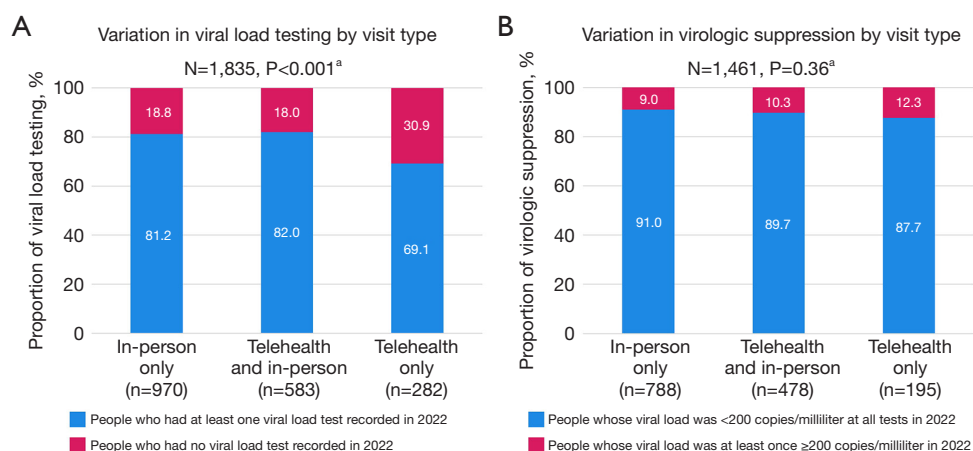 A
Variation in viral load testing by visit type
N=1,835, P<0.001ᵃ
Proportion of viral load testing, %
100
80
60
40
20
0
18.8
18.0
30.9
81.2
82.0
69.1
In-person only (n=970)
Telehealth and in-person (n=583)
Telehealth only (n=282)
People who had at least one viral load test recorded in 2022
People who had no viral load test recorded in 2022
B
Variation in virologic suppression by visit type
N=1,461, P=0.36ᵃ
Proportion of virologic suppression, %
100
80
60
40
20
0
9.0
10.3
12.3
91.0
89.7
87.7
In-person only (n=788)
Telehealth and in-person (n=478)
Telehealth only (n=195)
People whose viral load was <200 copies/milliliter at all tests in 2022
People whose viral load was at least once ≥200 copies/milliliter in 2022